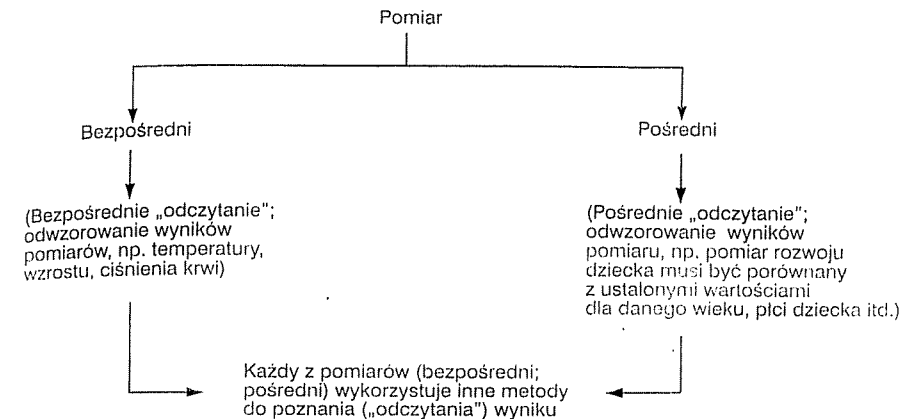 Pomiar
Bezpośredni
Pośredni
(Bezpośrednie „odczytanie";
odwzorowanie wyników
pomiarów, np. temperatury,
wzrostu, ciśnienia krwi)
(Pośrednie „odczytanie";
odwzorowanie wyników
pomiaru, np. pomiar rozwoju
dziecka musi być porównany
z ustalonymi wartościami
dla danego wieku, płci dziecka itd.)
Każdy z pomiarów (bezpośredni;
pośredni) wykorzystuje inne metody
do poznania („odczytania") wyniku